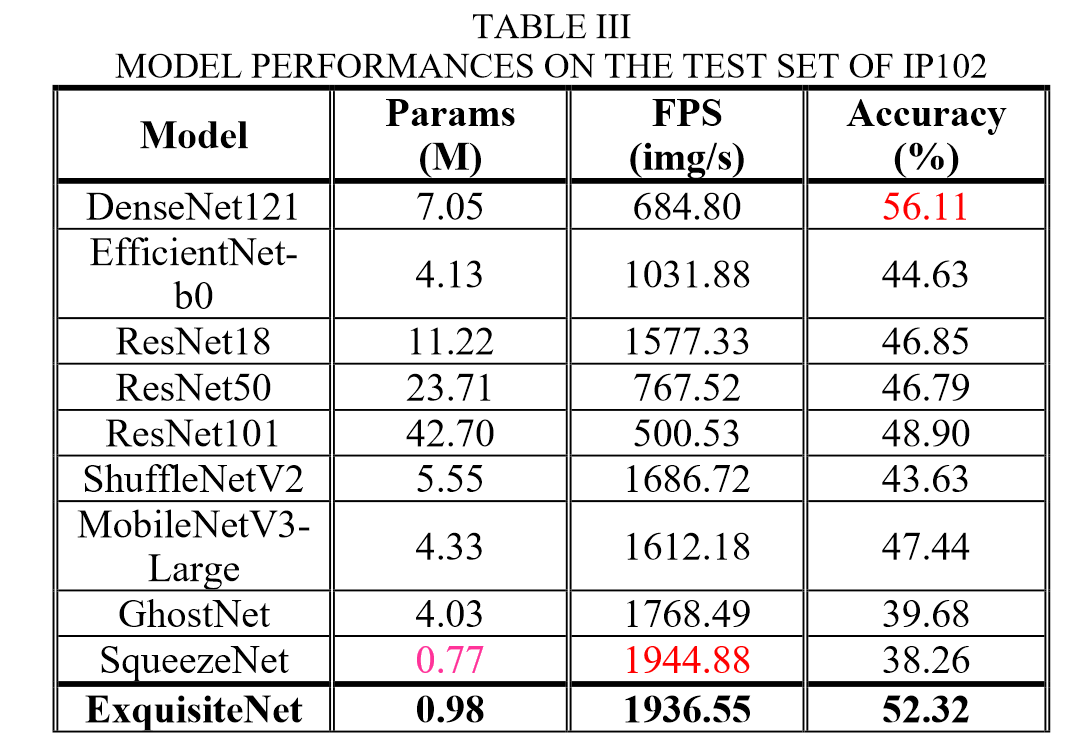 TABLE III
MODEL PERFORMANCES ON THE TEST SET OF IP102
Model Params (M) FPS (img/s) Accuracy (%)
DenseNet121 7.05 684.80 56.11
EfficientNet-b0 4.13 1031.88 44.63
ResNet18 11.22 1577.33 46.85
ResNet50 23.71 767.52 46.79
ResNet101 42.70 500.53 48.90
ShuffleNetV2 5.55 1686.72 43.63
MobileNetV3-Large 4.33 1612.18 47.44
GhostNet 4.03 1768.49 39.68
SqueezeNet 0.77 1944.88 38.26
ExquisiteNet 0.98 1936.55 52.32